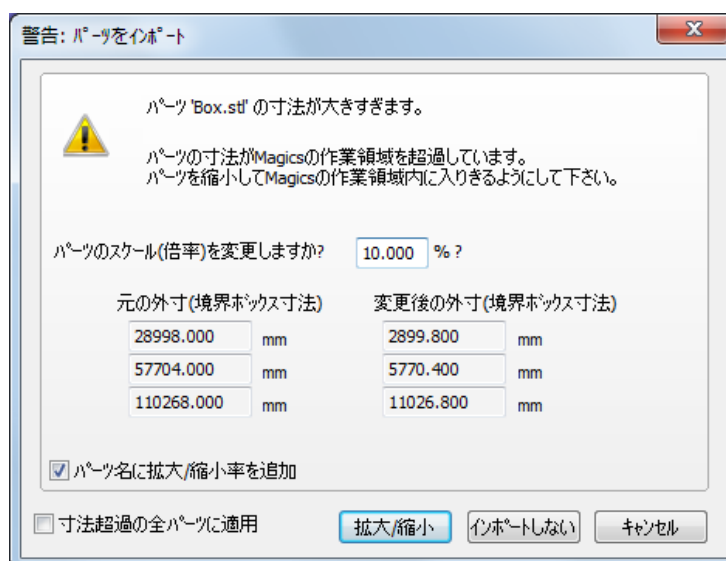 警告: パーツをインポート
パーツ 'Box.stl' の寸法が大きすぎます。
パーツの寸法がMagicsの作業領域を超過しています。
パーツを縮小してMagicsの作業領域内に入りきるようにして下さい。
パーツのスケール(倍率)を変更しますか? 10.000 % ?
元の外寸(境界ボックス寸法) 変更後の外寸(境界ボックス寸法)
28998.000 mm 2899.800 mm
57704.000 mm 5770.400 mm
110268.000 mm 11026.800 mm
パーツ名に拡大/縮小率を追加
寸法超過の全パーツに適用 拡大/縮小 インポートしない キャンセル